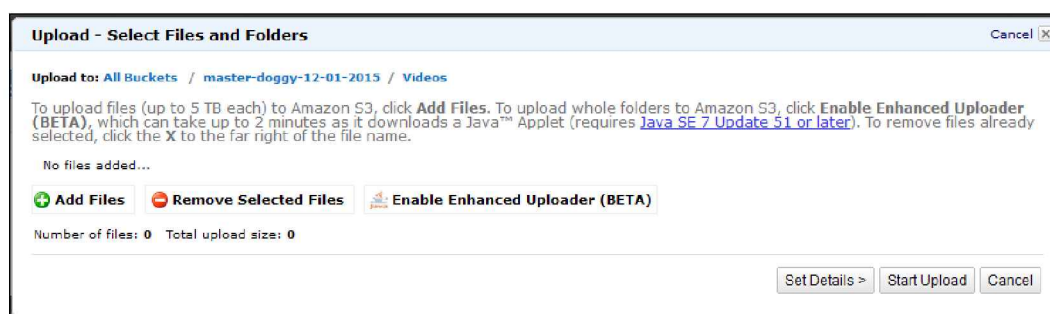 Upload - Select Files and Folders
Cancel
Upload to: All Buckets / master-doggy-12-01-2015 / Videos
To upload files (up to 5 TB each) to Amazon S3, click Add Files. To upload whole folders to Amazon S3, click Enable Enhanced Uploader
(BETA), which can take up to 2 minutes as it downloads a Java™ Applet (requires Java SE 7 Update 51 or later). To remove files already
selected, click the X to the far right of the file name.
No files added...
Add Files Remove Selected Files Enable Enhanced Uploader (BETA)
Number of files: 0 Total upload size: 0
Set Details > Start Upload Cancel